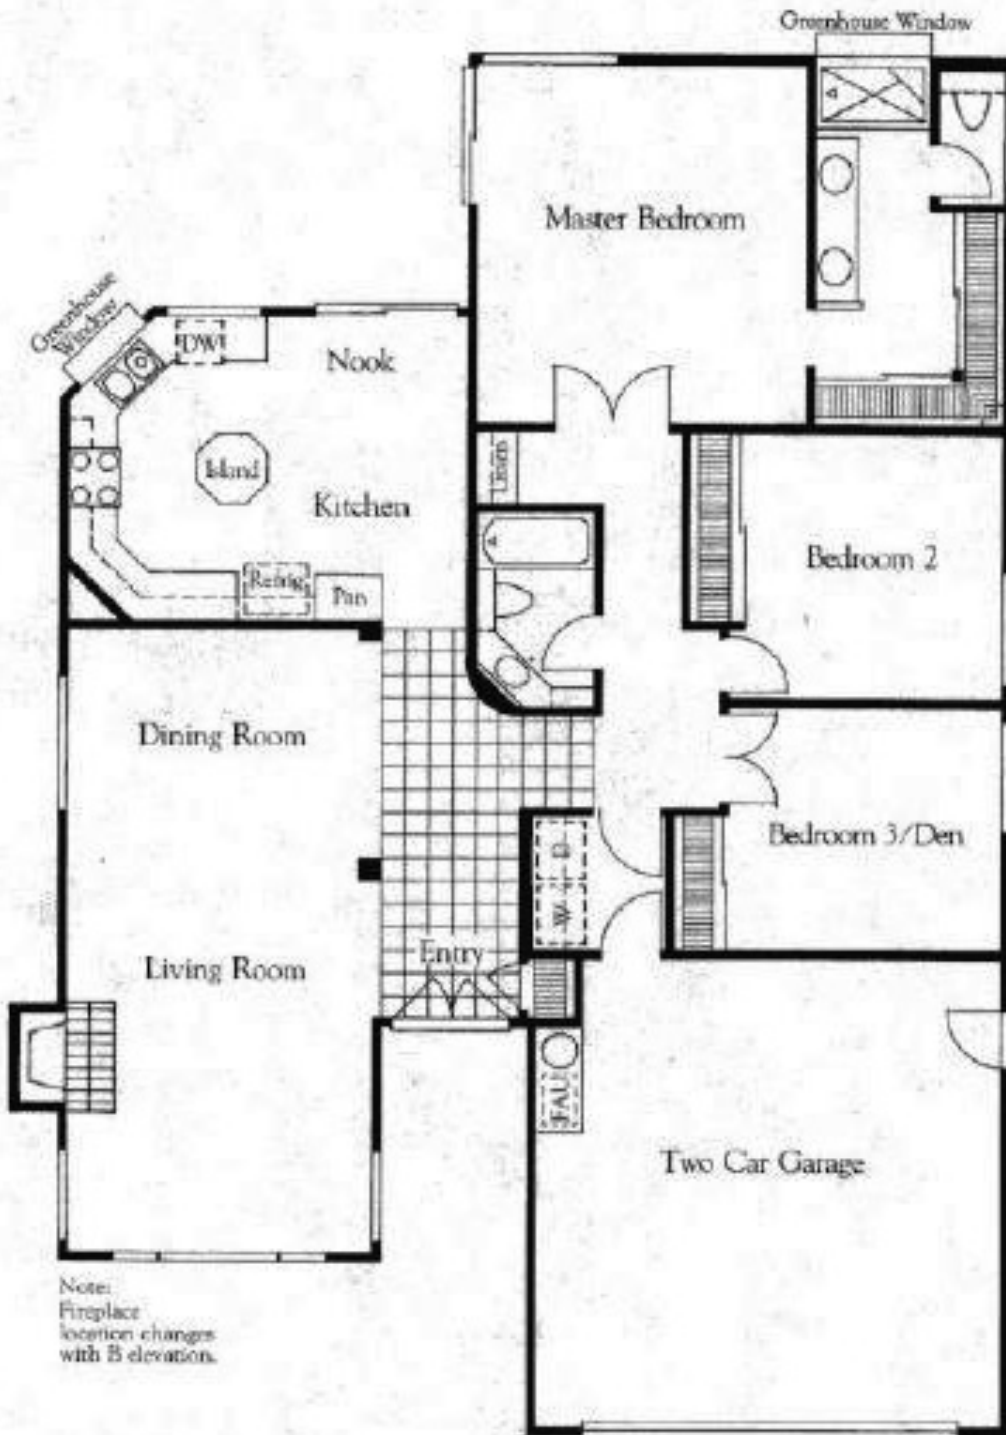 Greenhouse Window
Master Bedroom
Greenhouse
Window
DW
Nook
Linen
Island
Kitchen
Bedroom 2
Refrig
Pan
Dining Room
Bedroom 3/Den
D
W
Living Room
Entry
FAU
Two Car Garage
Note:
Fireplace
location changes
with B elevation.